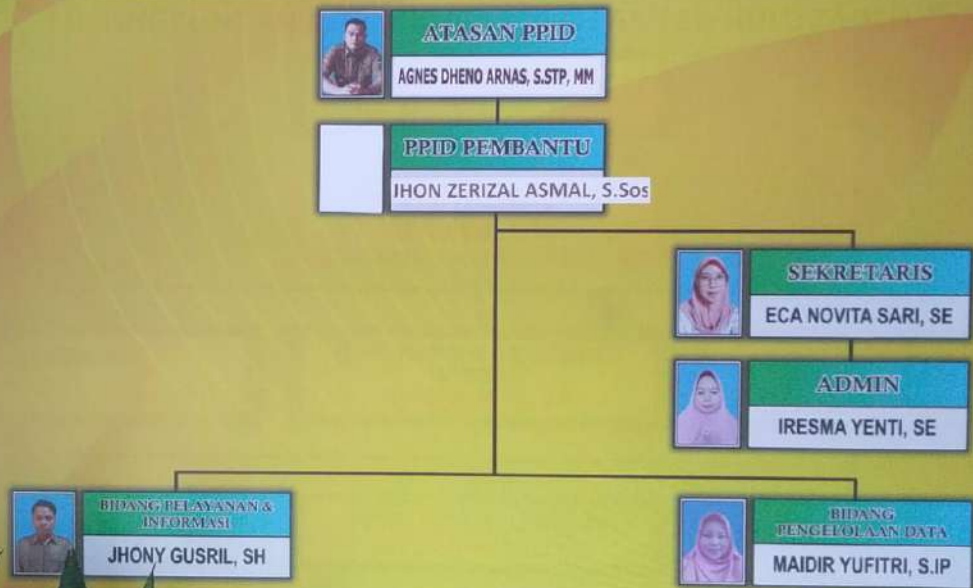 ATASAN PPID
AGNES DHENO ARNAS, S.STP, MM
PPID PEMBANTU
JHON ZERIZAL ASMAL, S.Sos
SEKRETARIS
ECA NOVITA SARI, SE
ADMIN
IRESMA YENTI, SE
BIDANG PELAYANAN &
INFORMASI
JHONY GUSRIL, SH
BIDANG
PENGELOLAAN DATA
MAIDIR YUFITRI, S.IP